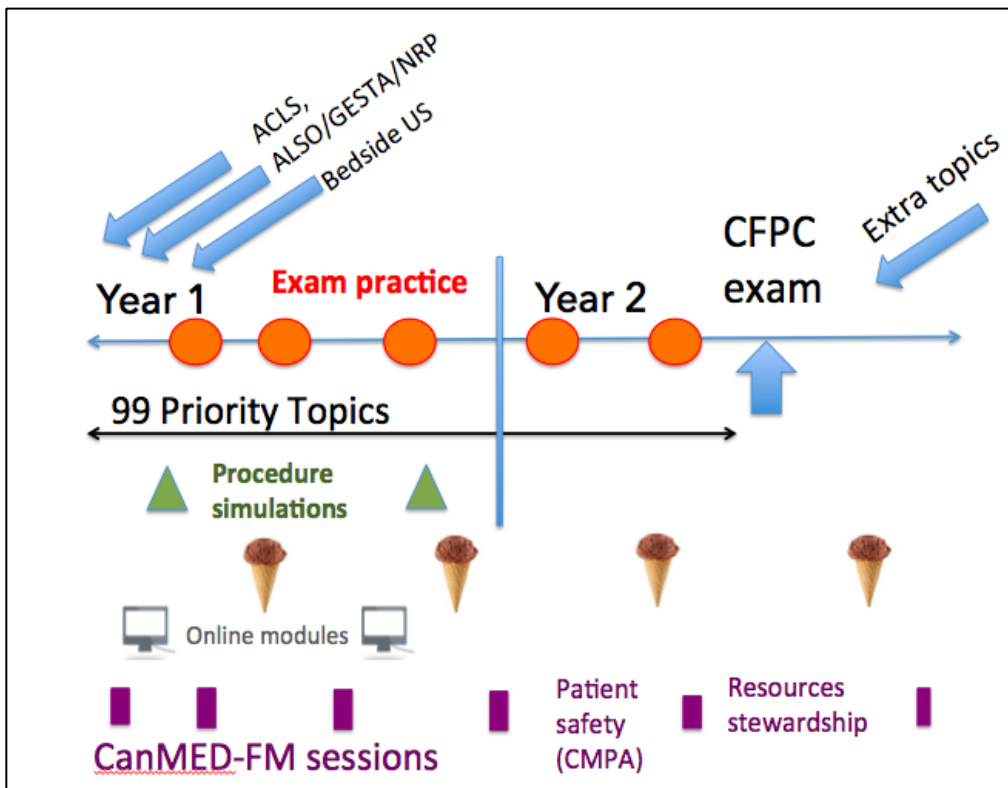 ACLS,
ALSO/GESTA/NRP
Bedside US
Extra topics
CFPC
exam
Year 1
Exam practice
Year 2
99 Priority Topics
Procedure
simulations
Online modules
Patient
safety
(CMPA)
Resources
stewardship
CanMED-FM sessions